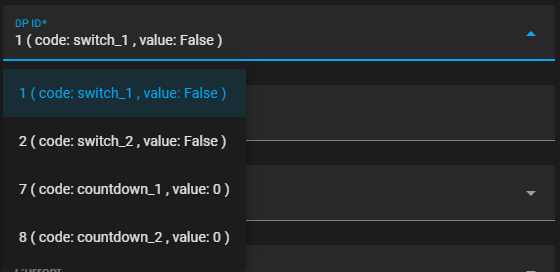 DP ID*
1 ( code: switch_1 , value: False )
1 ( code: switch_1 , value: False )
2 ( code: switch_2 , value: False )
7 ( code: countdown_1 , value: 0 )
8 ( code: countdown_2 , value: 0 )
Current